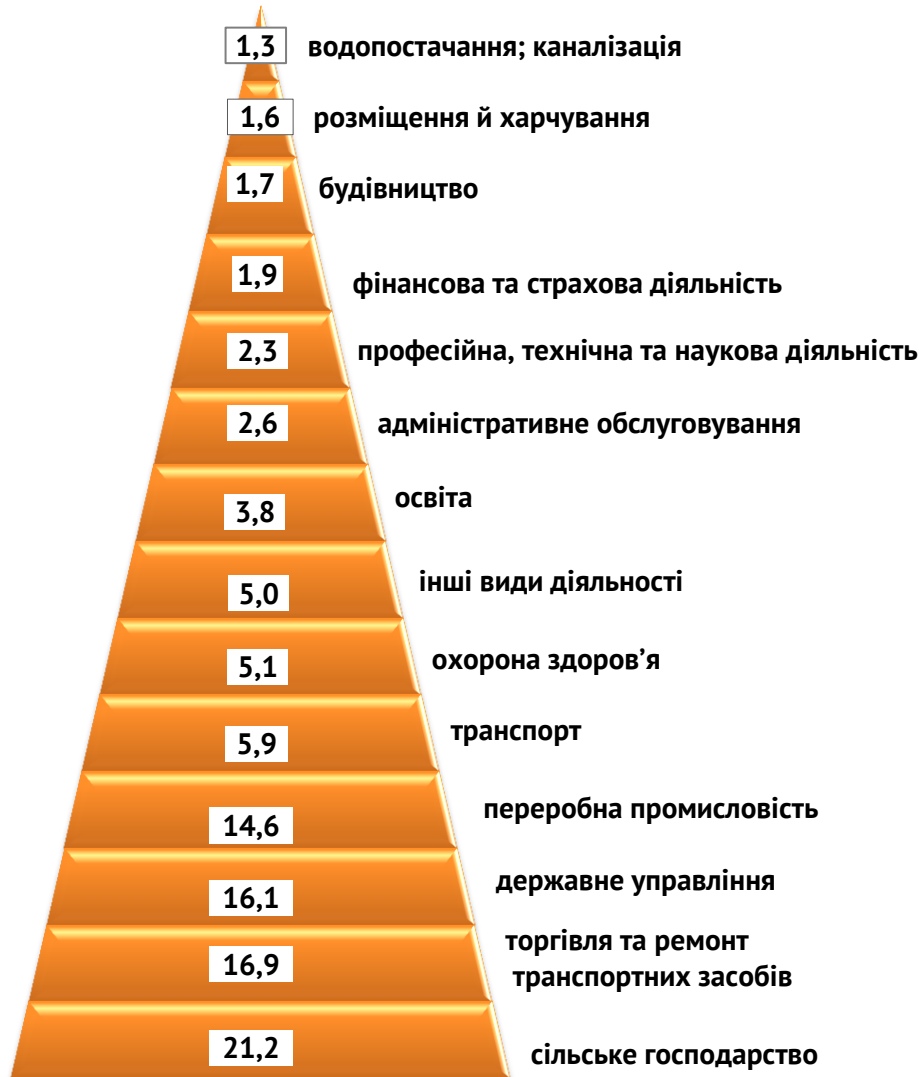 1,3 водопостачання; каналізація
1,6 розміщення й харчування
1,7 будівництво
1,9 фінансова та страхова діяльність
2,3 професійна, технічна та наукова діяльність
2,6 адміністративне обслуговування
3,8 освіта
5,0 інші види діяльності
5,1 охорона здоров’я
5,9 транспорт
14,6 переробна промисловість
16,1 державне управління
16,9 торгівля та ремонт
транспортних засобів
21,2 сільське господарство